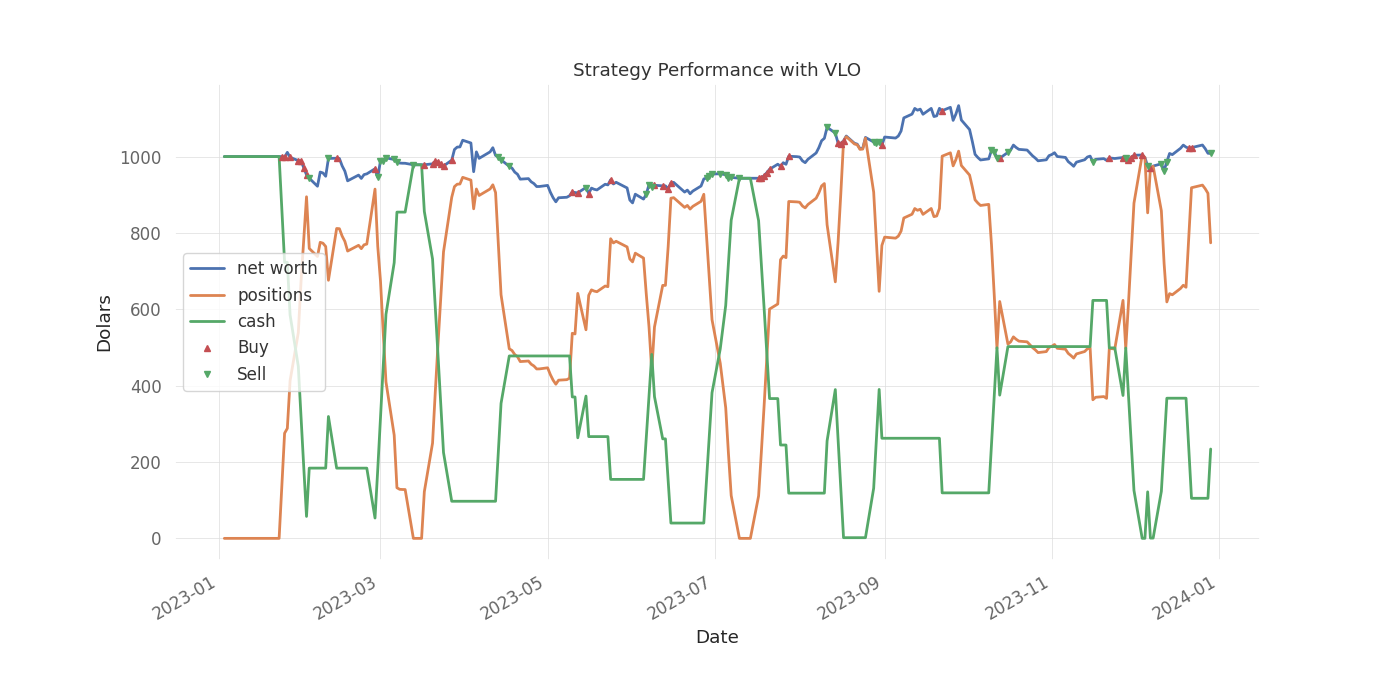 Strategy Performance with VLO
Dolars
1000
800
600
400
200
0
net worth
positions
cash
Buy
Sell
2023-01
2023-03
2023-05
2023-07
2023-09
2023-11
2024-01
Date